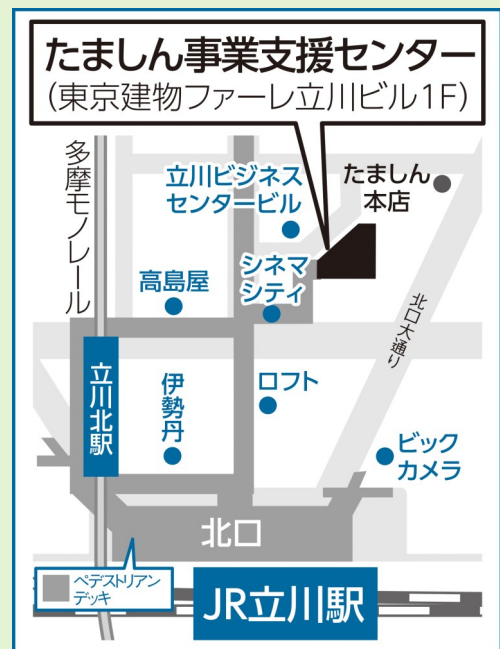 たましん事業支援センター
(東京建物ファーレ立川ビル1F)
多摩モノレール
立川ビジネス
センタービル
たましん
本店
シネマ
シティ
高島屋
北口大通り
立川北駅
伊勢丹
ロフト
ビック
カメラ
北口
ペデストリアン
デッキ
JR立川駅